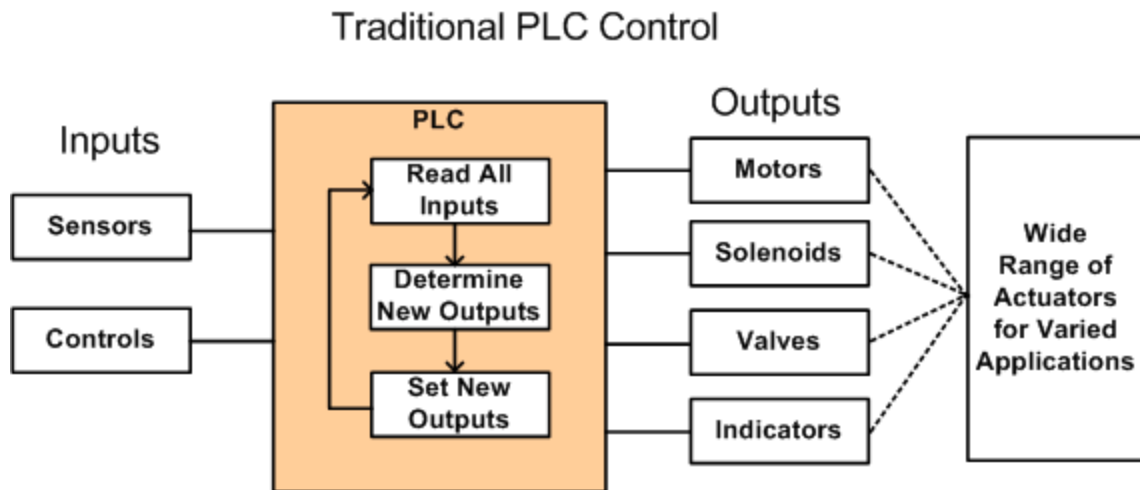 Traditional PLC Control
Inputs
Sensors
Controls
PLC
Read All
Inputs
Determine
New Outputs
Set New
Outputs
Outputs
Motors
Solenoids
Valves
Indicators
Wide
Range of
Actuators
for Varied
Applications